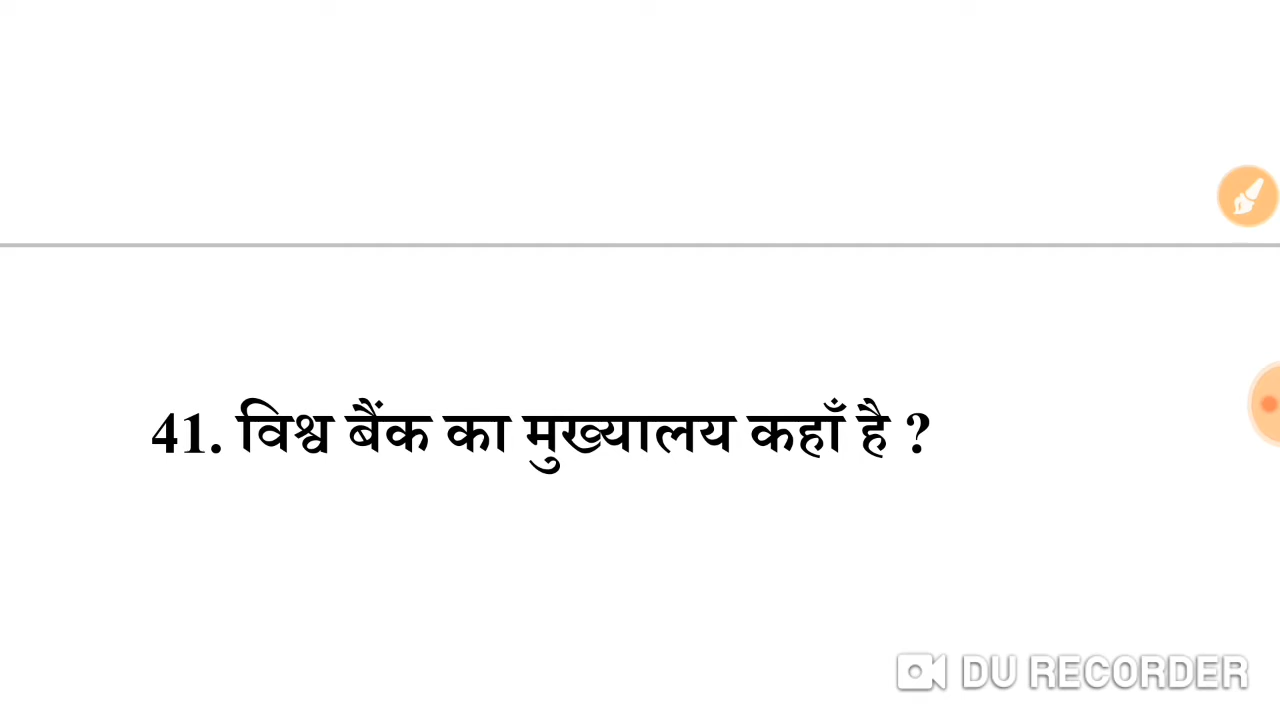 41. विश्व बैंक का मुख्यालय कहाँ है ?
DU RECORDER